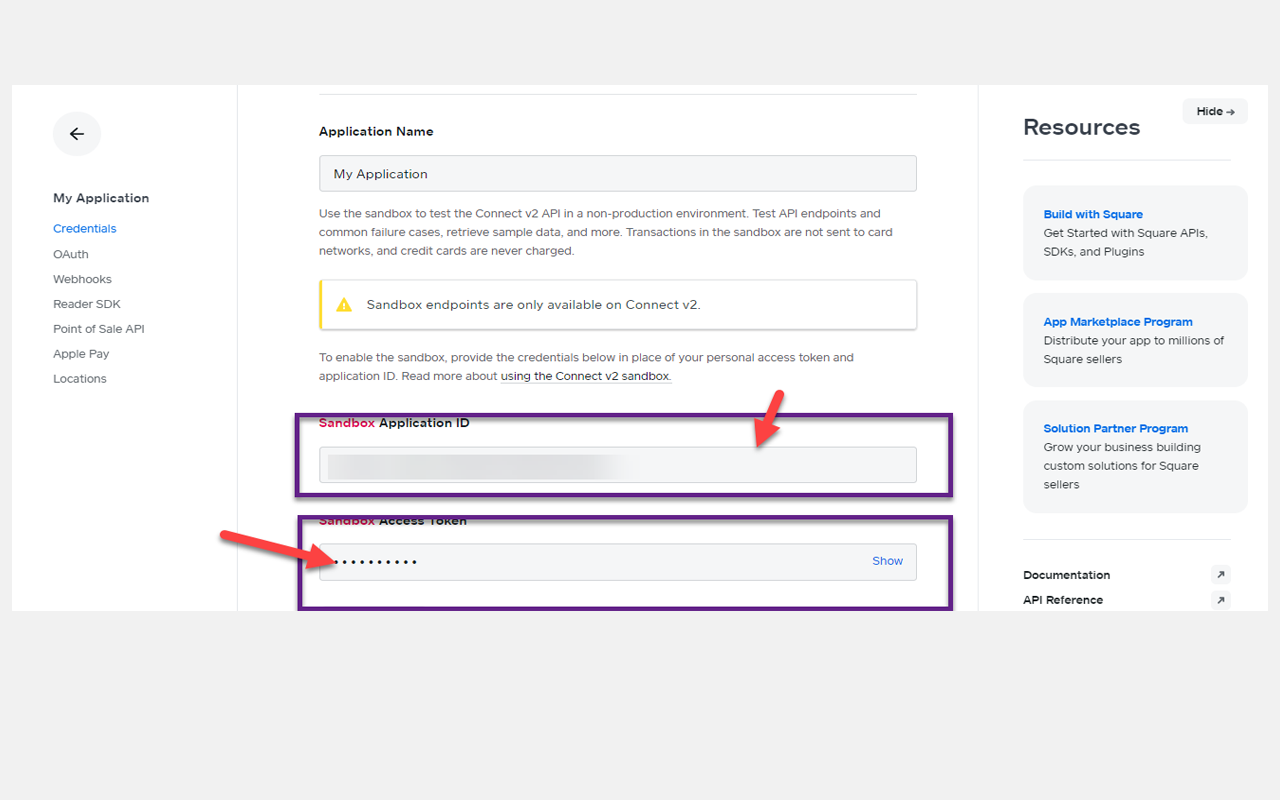 My Application
Credentials
OAuth
Webhooks
Reader SDK
Point of Sale API
Apple Pay
Locations
Application Name
My Application
Use the sandbox to test the Connect v2 API in a non-production environment. Test API endpoints and
common failure cases, retrieve sample data, and more. Transactions in the sandbox are not sent to card
networks, and credit cards are never charged.
Sandbox endpoints are only available on Connect v2.
To enable the sandbox, provide the credentials below in place of your personal access token and
application ID. Read more about using the Connect v2 sandbox.
Sandbox Application ID
Sandbox Access Token
••••••••••
Show
Hide →
Resources
Build with Square
Get Started with Square APIs,
SDKs, and Plugins
App Marketplace Program
Distribute your app to millions of
Square sellers
Solution Partner Program
Grow your business building
custom solutions for Square
sellers
Documentation
API Reference